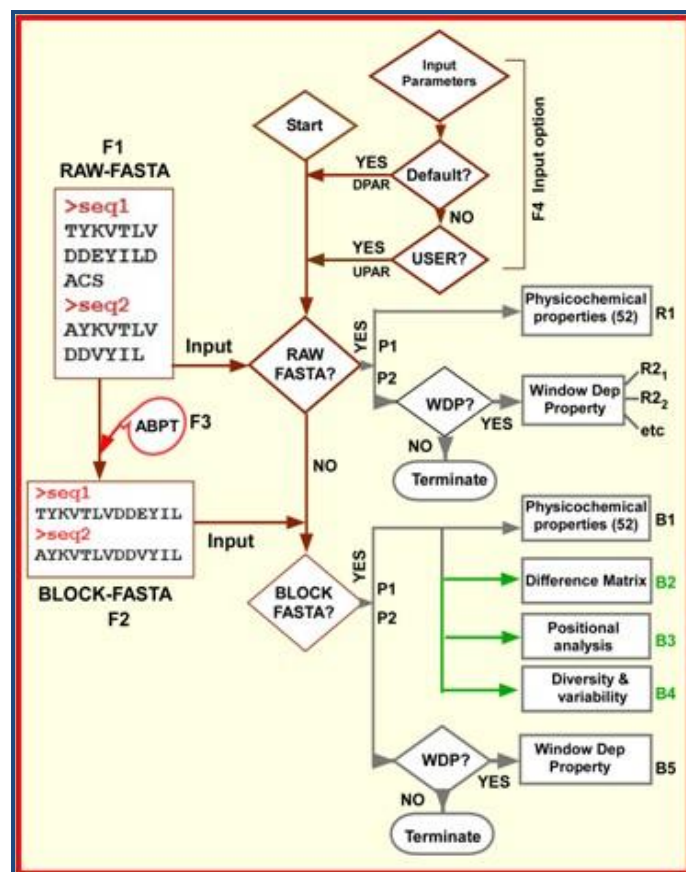 Input
Parameters
Start
F4 Input option
F1
RAW-FASTA
YES
DPAR
Default?
NO
>seq1
TYKVTLV
DDEYILD
ACS
>seq2
AYKVTLV
DDVYIL
YES
UPAR
USER?
Physicochemical
properties (52)
R1
Input
RAW
FASTA?
YES
P1
P2
WDP?
YES
Window Dep
Property
R2₁
R2₂
etc
ABPT
F3
NO
NO
Terminate
>seq1
TYKVTLVDDEYIL
>seq2
AYKVTLVDDVYIL
Input
BLOCK-FASTA
F2
BLOCK
FASTA?
YES
P1
P2
Physicochemical
properties (52)
B1
Difference Matrix
B2
Positional
analysis
B3
Diversity &
variability
B4
WDP?
YES
Window Dep
Property
B5
NO
Terminate